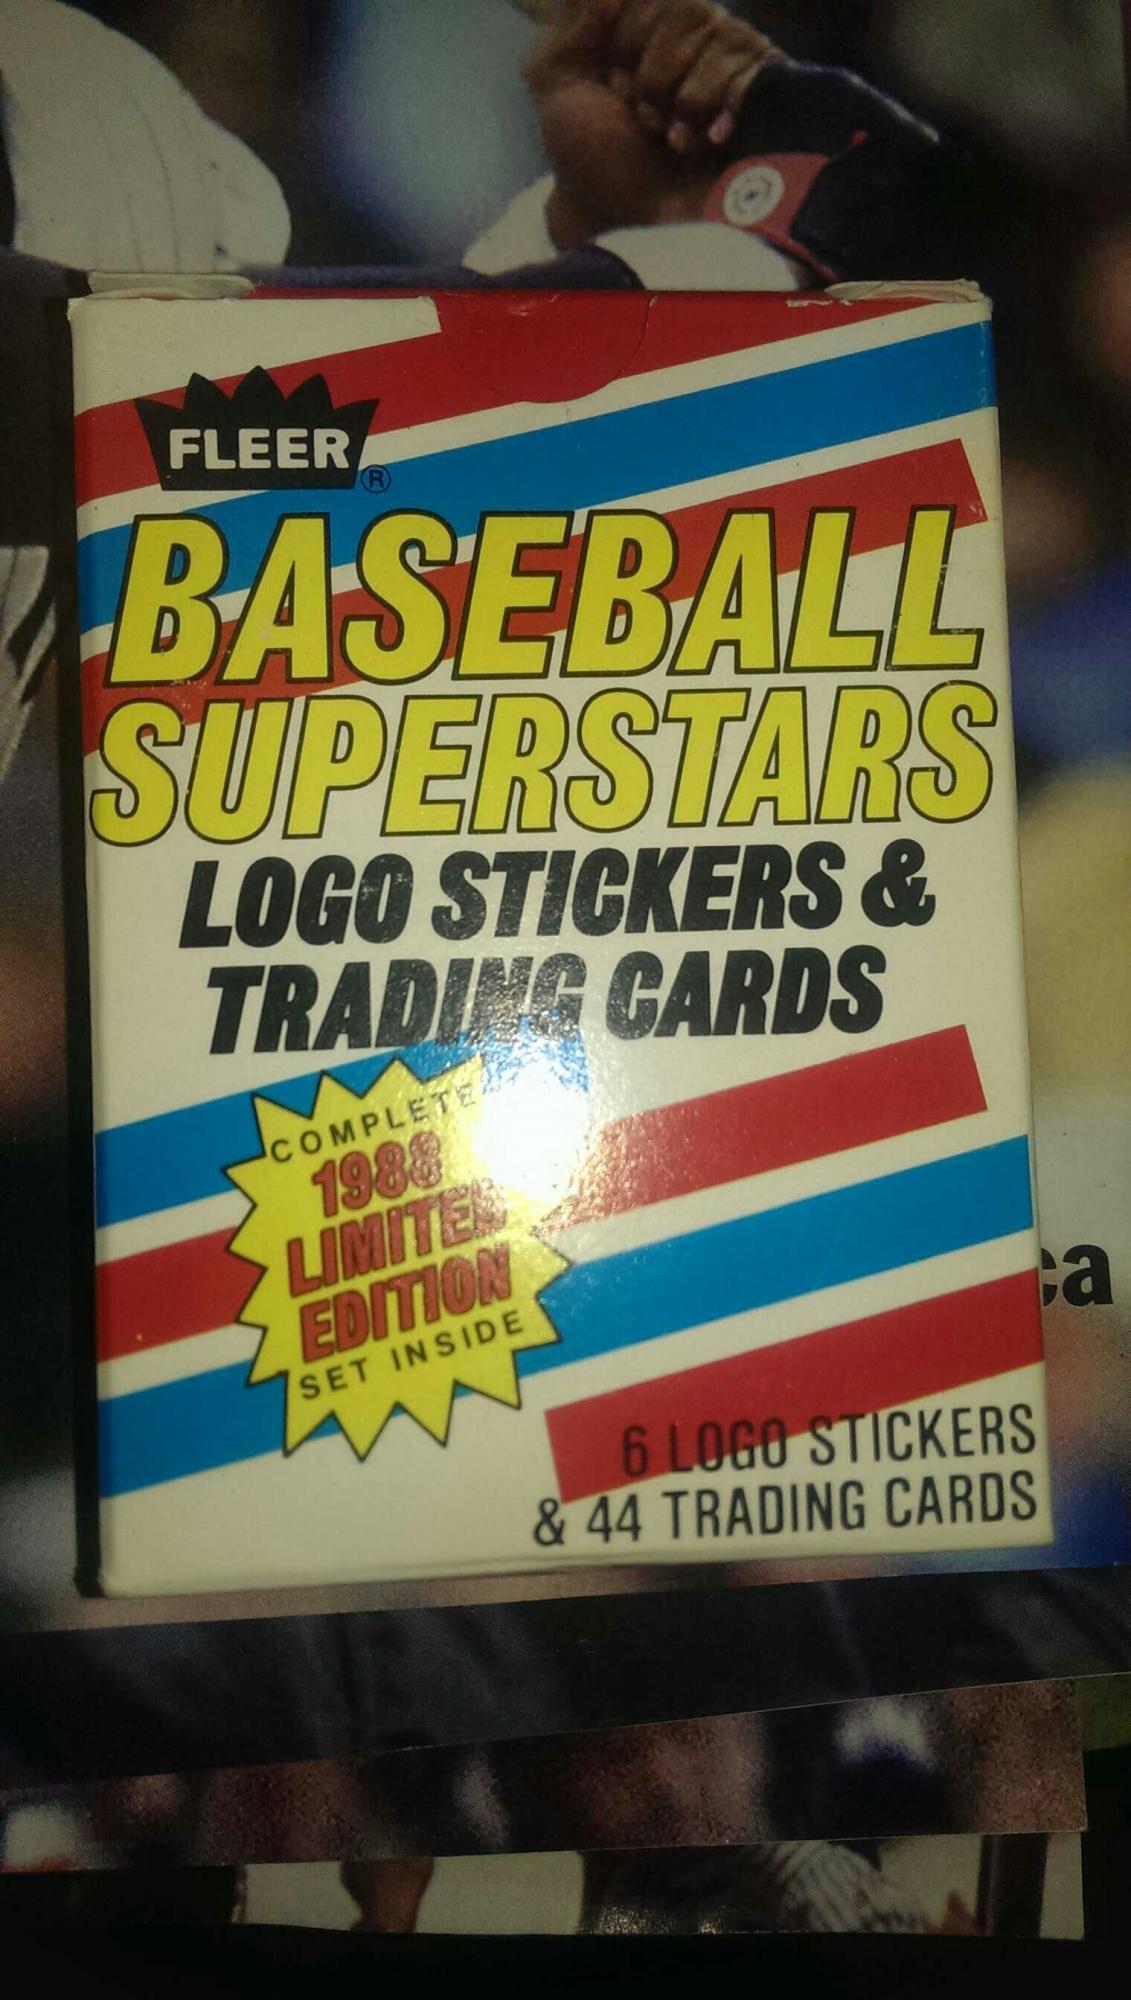 FLEER®
BASEBALL
SUPERSTARS
LOGO STICKERS &
TRADING CARDS
COMPLETE
1988
LIMITED
EDITION
SET INSIDE
6 LOGO STICKERS
& 44 TRADING CARDS